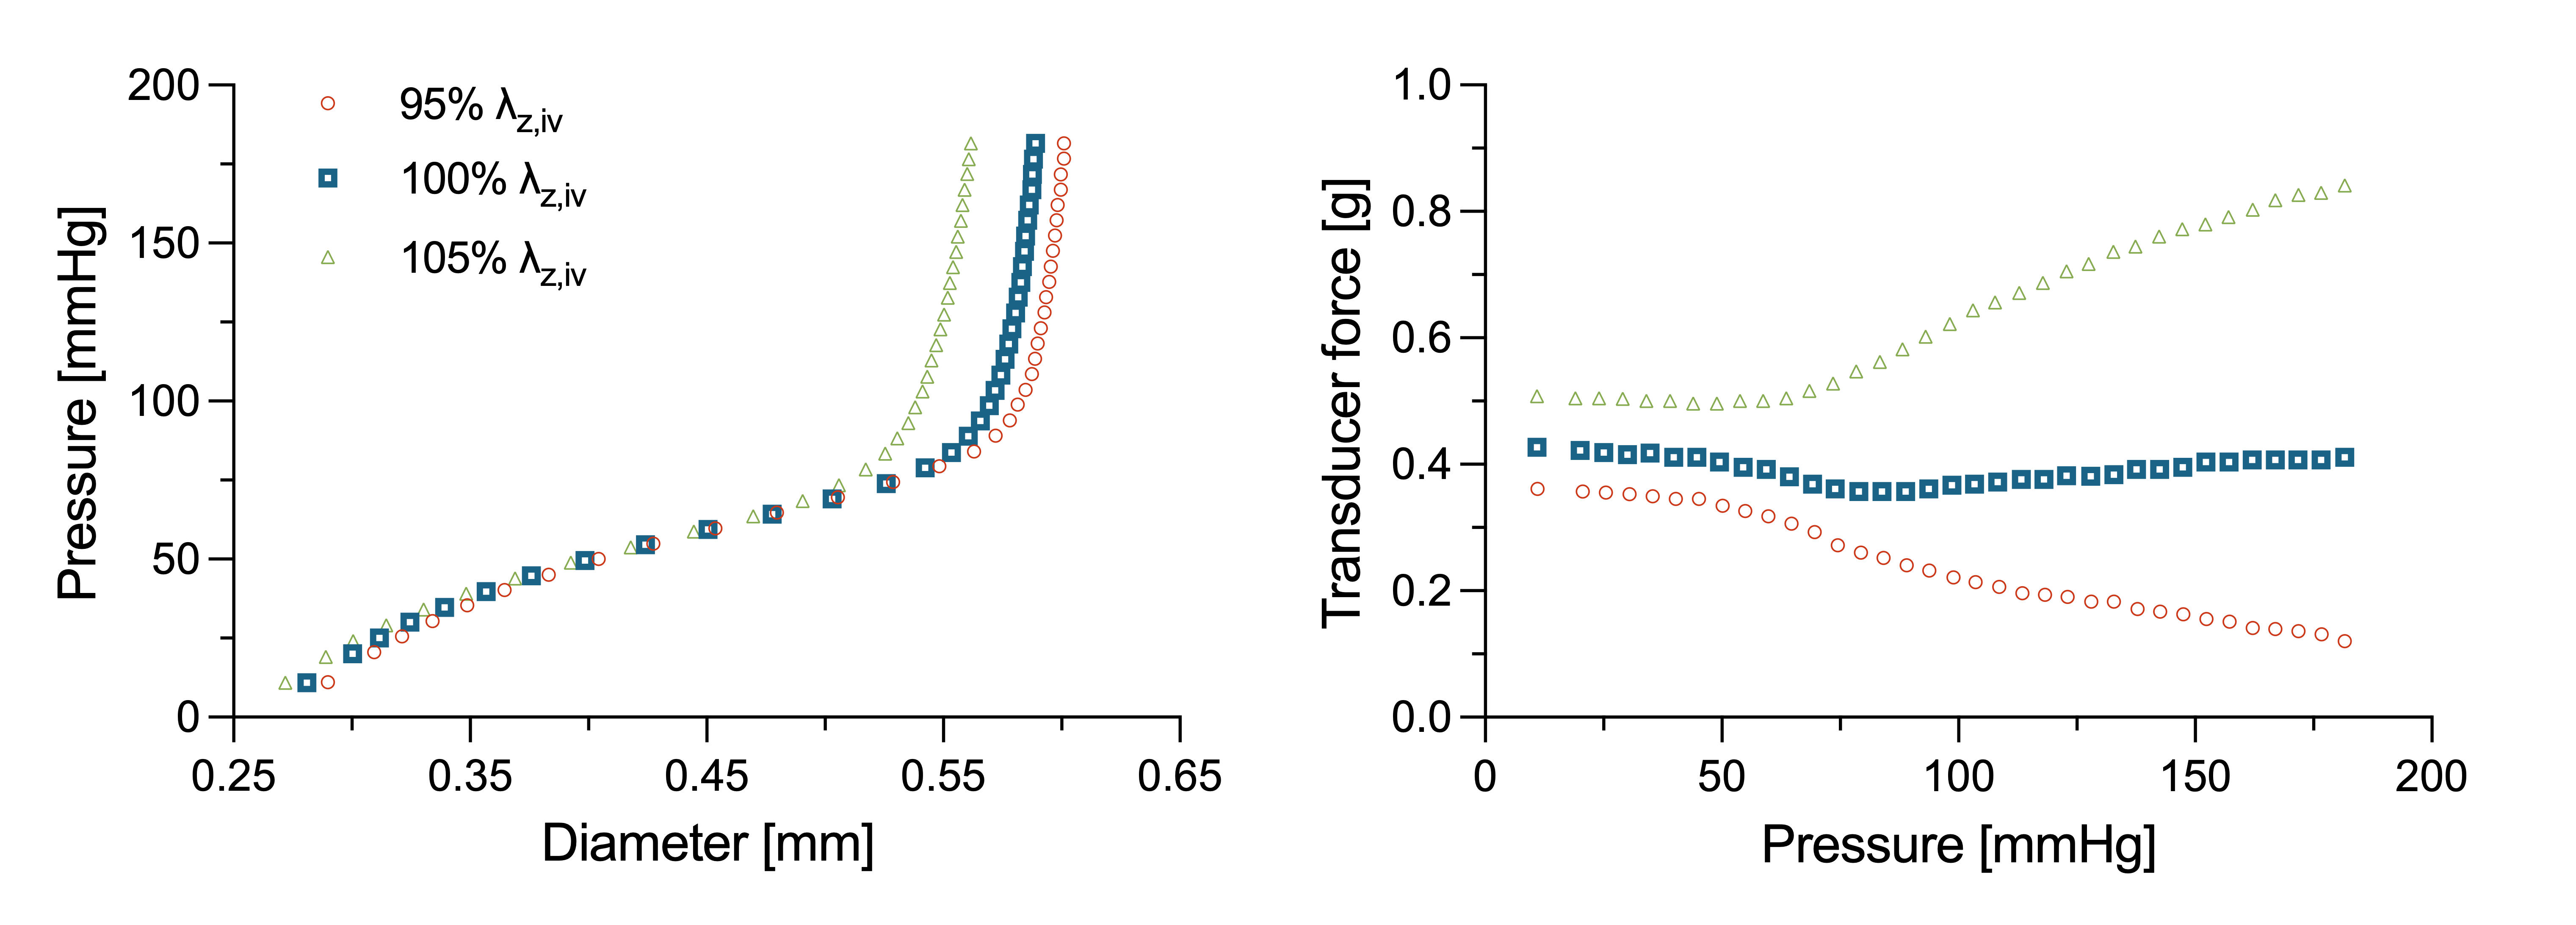 200
150
100
50
0
Pressure [mmHg]
95% λz,iv
100% λz,iv
105% λz,iv
0.25 0.35 0.45 0.55 0.65
Diameter [mm]
1.0
0.8
0.6
0.4
0.2
0.0
Transducer force [g]
0 50 100 150 200
Pressure [mmHg]